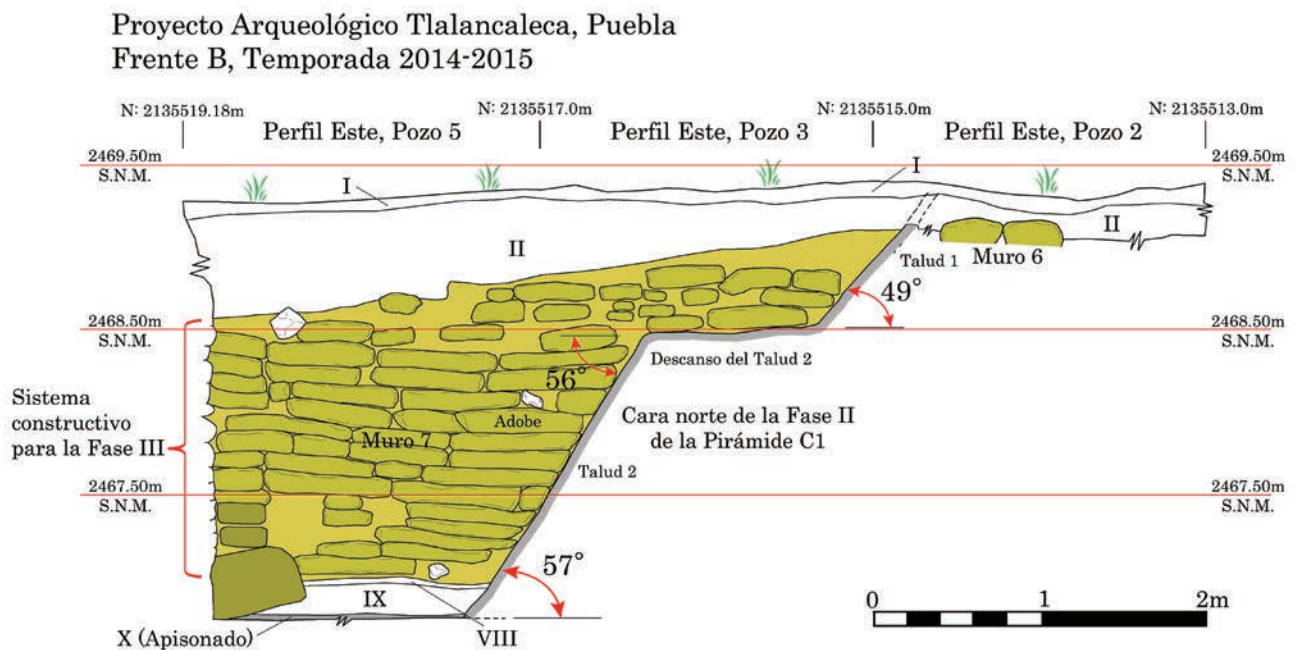 Proyecto Arqueológico Tlalancaleca, Puebla
Frente B, Temporada 2014-2015
N: 2135519.18m
N: 2135517.0m
N: 2135515.0m
N: 2135513.0m
Perfil Este, Pozo 5
Perfil Este, Pozo 3
Perfil Este, Pozo 2
2469.50m
S.N.M.
2469.50m
S.N.M.
I
I
II
II
Talud 1
Muro 6
49°
2468.50m
S.N.M.
2468.50m
S.N.M.
Descanso del Talud 2
56°
Sistema
constructivo
para la Fase III
Adobe
Muro 7
Cara norte de la Fase II
de la Pirámide C1
Talud 2
2467.50m
S.N.M.
2467.50m
S.N.M.
57°
IX
X (Apisonado)
VIII
0
1
2m